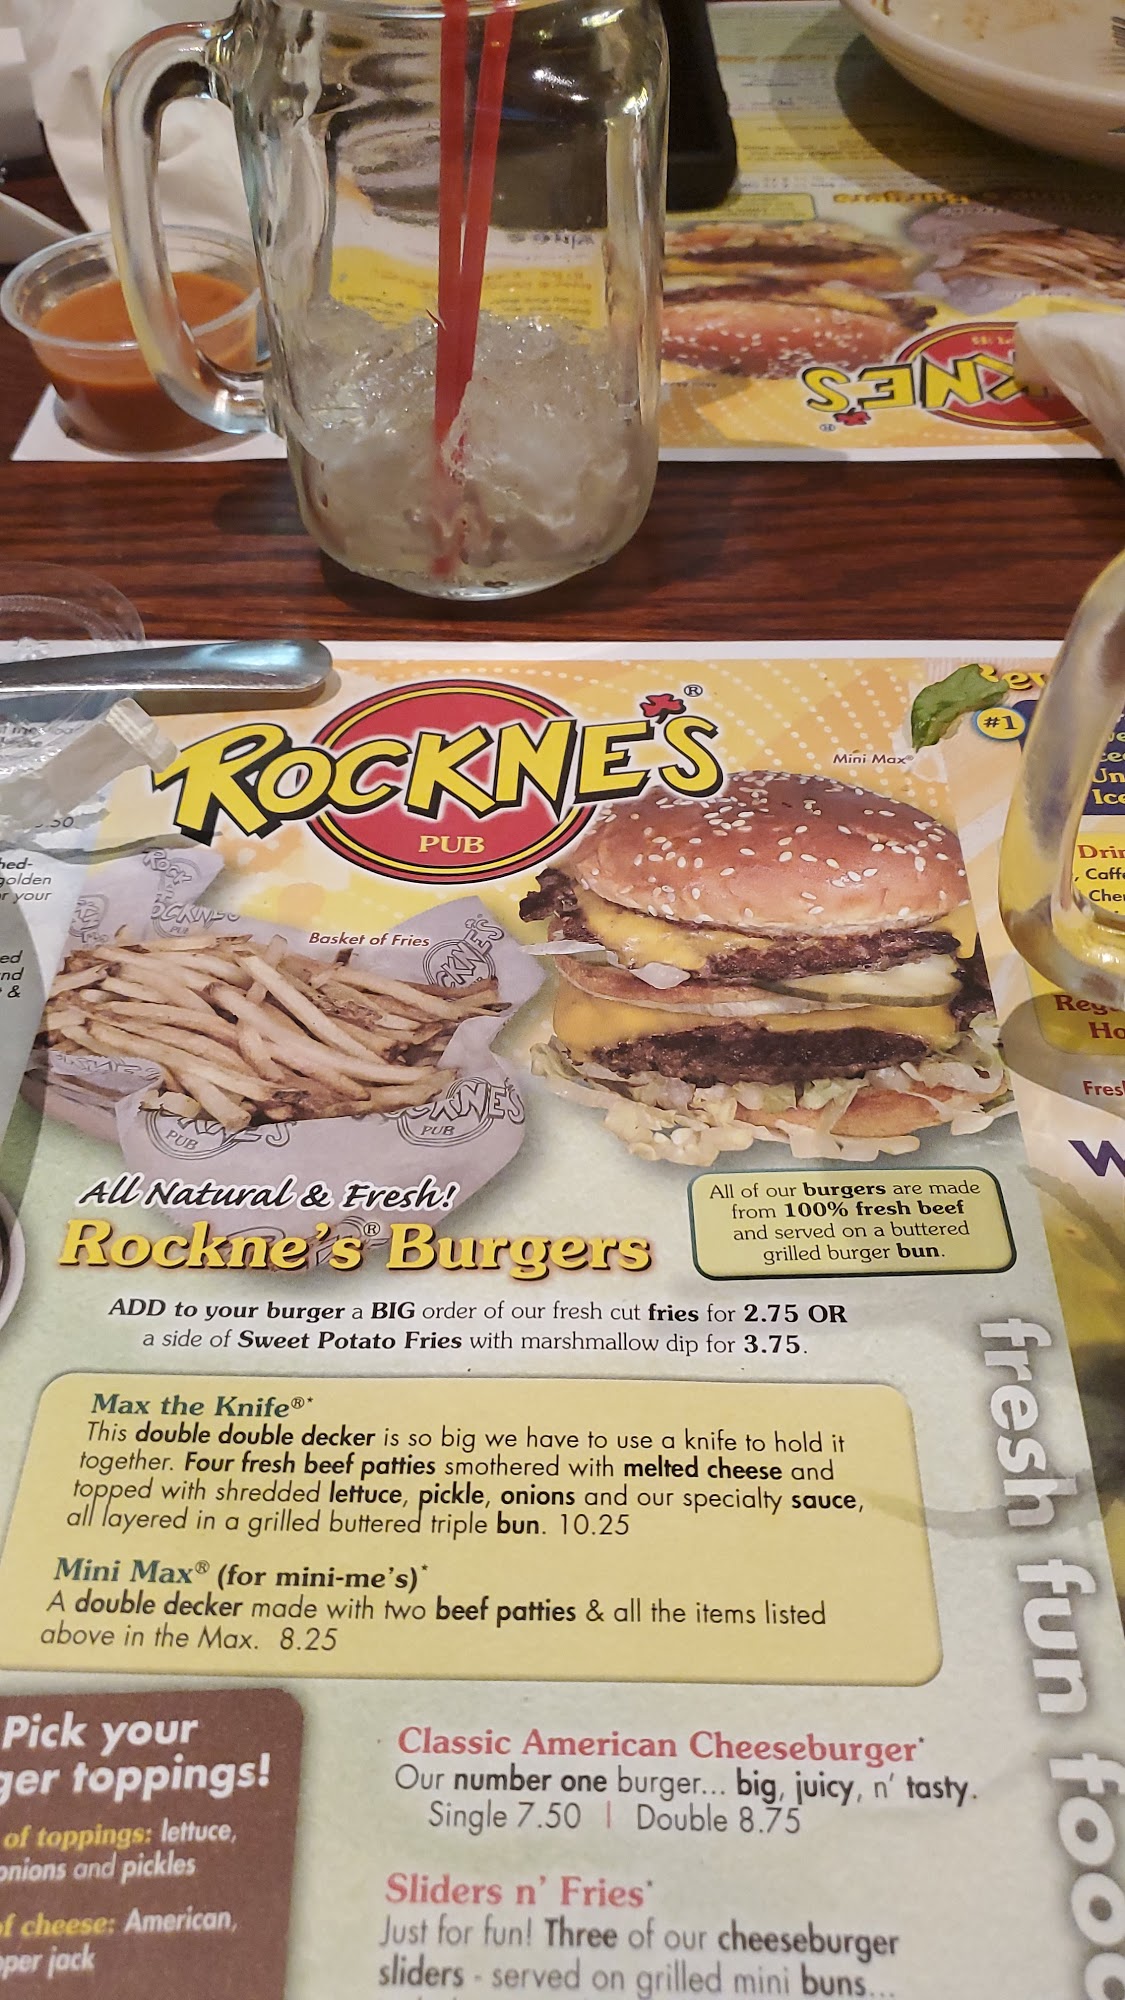 KNE'S
ROCKNE'S®
PUB
Mini Max®
#1
Un
Ice
Basket of Fries
golden
r your
nd
&
All Natural & Fresh!
Rockne's® Burgers
All of our burgers are made
from 100% fresh beef
and served on a buttered
grilled burger bun.
ADD to your burger a BIG order of our fresh cut fries for 2.75 OR
a side of Sweet Potato Fries with marshmallow dip for 3.75.
Max the Knife®*
This double double decker is so big we have to use a knife to hold it
together. Four fresh beef patties smothered with melted cheese and
topped with shredded lettuce, pickle, onions and our specialty sauce,
all layered in a grilled buttered triple bun. 10.25
Mini Max® (for mini-me's)*
A double decker made with two beef patties & all the items listed
above in the Max. 8.25
Pick your
ger toppings!
of toppings: lettuce,
onions and pickles
of cheese: American,
pper jack
Classic American Cheeseburger*
Our number one burger... big, juicy, n' tasty.
Single 7.50 | Double 8.75
Sliders n' Fries*
Just for fun! Three of our cheeseburger
sliders - served on grilled mini buns...
fresh fun food